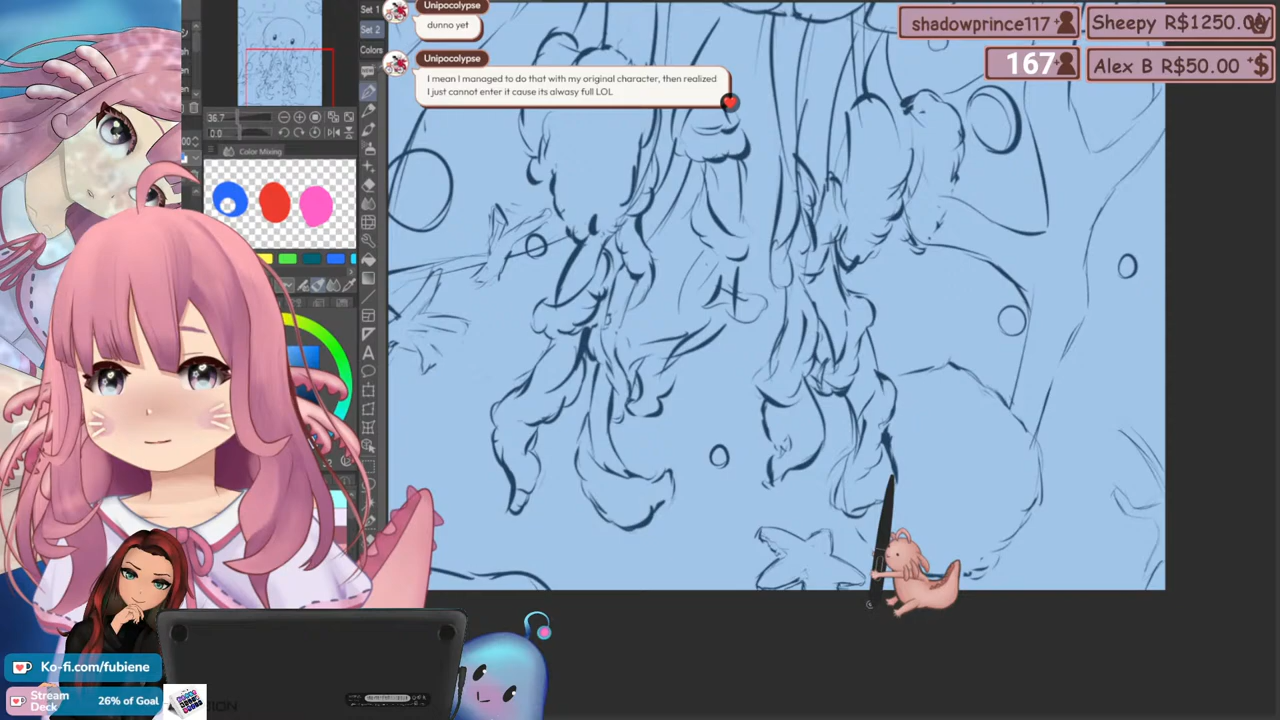 Set 1
Set 2
Colors
Unipocolypse
dunno yet
Unipocolypse
I mean I managed to do that with my original character, then realized
I just cannot enter it cause its alwasy full LOL
shadowprince117
Sheepy R$1250.00
167
Alex B R$50.00
36.7
0.0
Color Mixing
Ko-fi.com/fubiene
Stream
Deck
26% of Goal